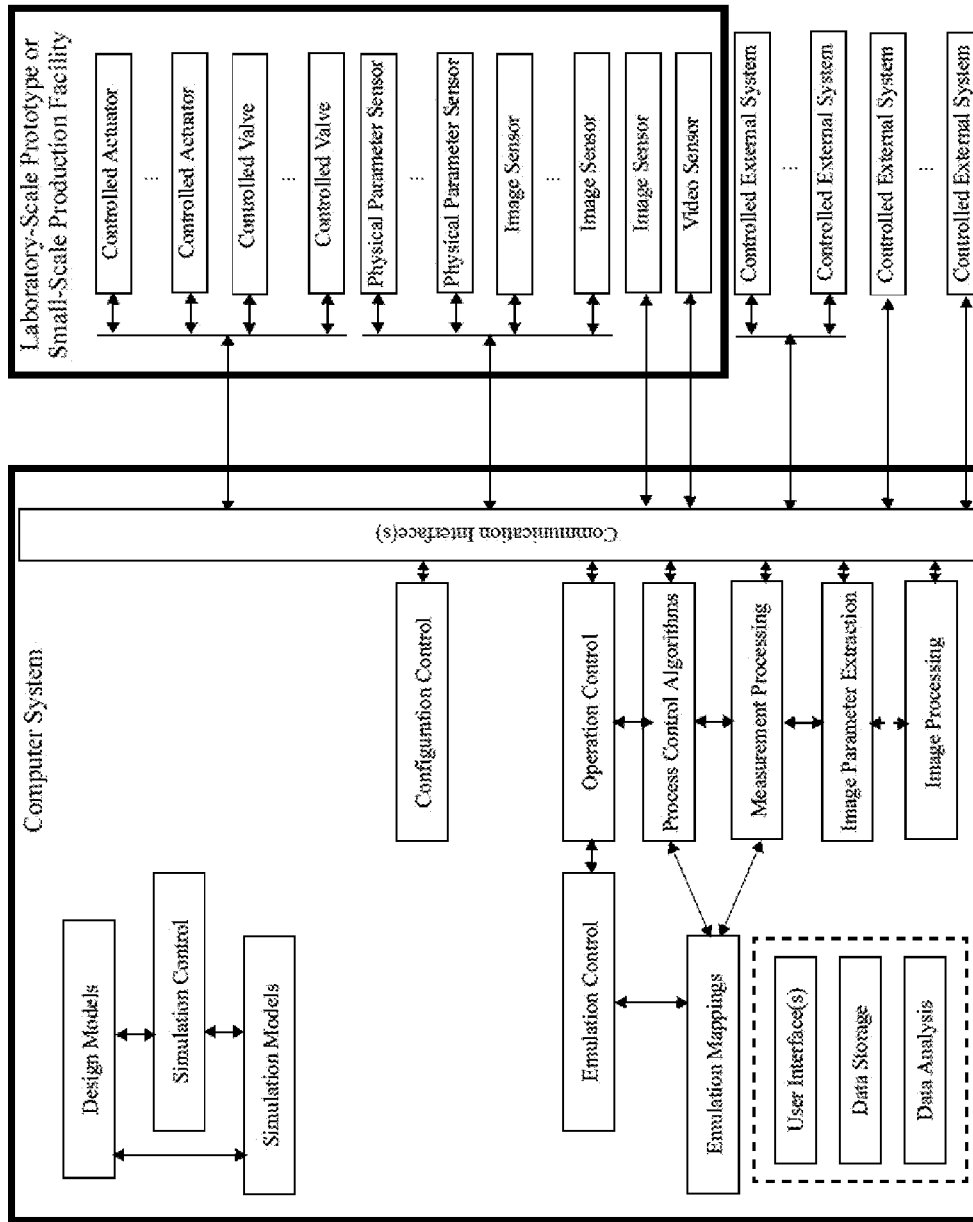 Laboratory-Scale Prototype or
Small-Scale Production Facility
Controlled Actuator
...
Controlled Actuator
Controlled Valve
...
Controlled Valve
Physical Parameter Sensor
...
Physical Parameter Sensor
Image Sensor
...
Image Sensor
Image Sensor
Video Sensor
Controlled External System
...
Controlled External System
Controlled External System
...
Controlled External System
Computer System
Communication Interface(s)
Configuration Control
Operation Control
Process Control Algorithms
Measurement Processing
Image Parameter Extraction
Image Processing
Design Models
Simulation Control
Simulation Models
Emulation Control
Emulation Mappings
User Interface(s)
Data Storage
Data Analysis